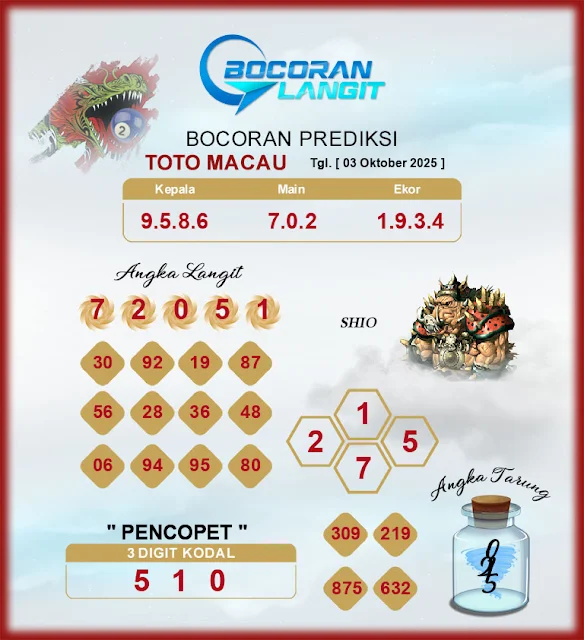 BOCORAN
LANGIT
2
BOCORAN PREDIKSI
TOTO MACAU Tgl. [ 03 Oktober 2025 ]
Kepala Main Ekor
9.5.8.6 7.0.2 1.9.3.4
Angka Langit
7 2 0 5 1
SHIO
30 92 19 87
56 28 36 48
06 94 95 80
1
2 5
7
Angka Tarung
" PENCOPET "
3 DIGIT KODAL
5 1 0
309 219
875 632